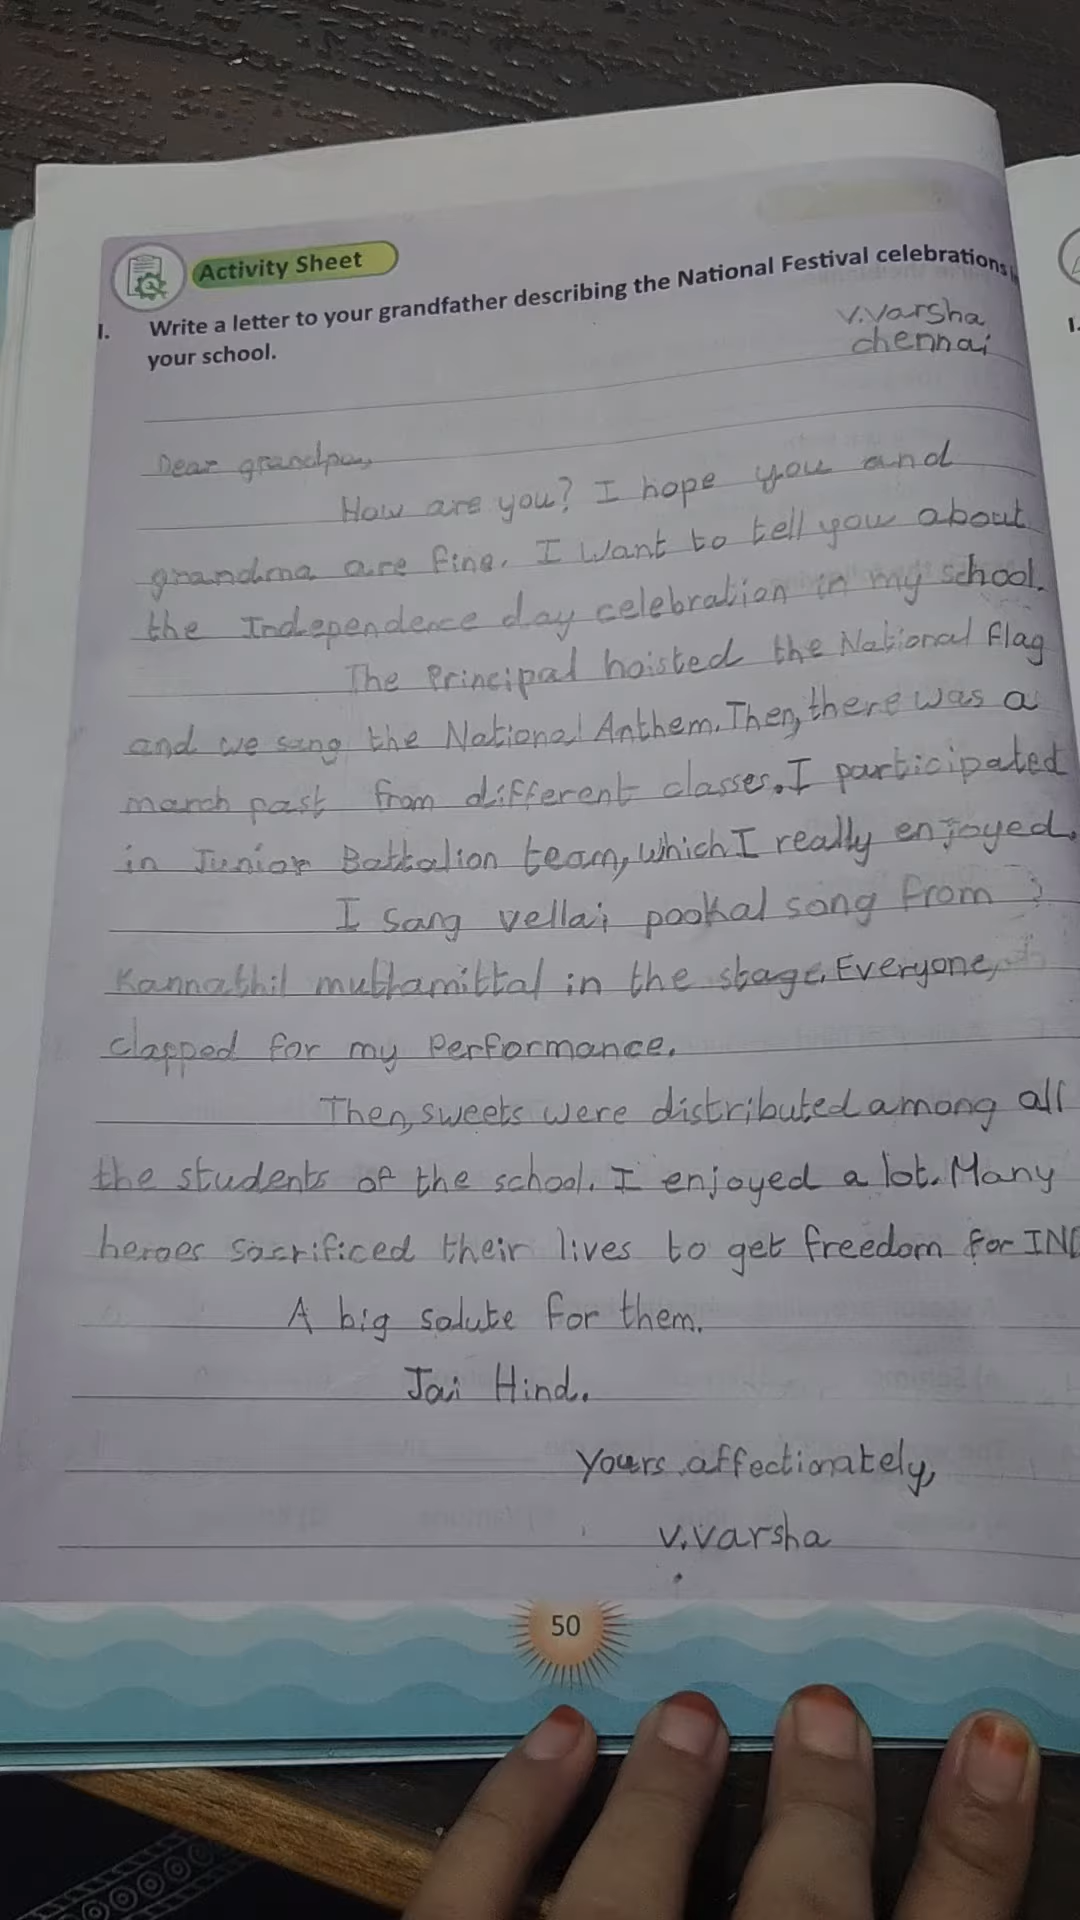 Activity Sheet
I. Write a letter to your grandfather describing the National Festival celebrations
your school.
V.Varsha
chennai
Dear grandpa,
How are you? I hope you and
grandma are fine. I want to tell you about
the Independence day celebration in my school.
The Principal hoisted the National Flag
and we sang the National Anthem. Then, there was a
march past from different classes. I participated
in Junior Battalion team, which I really enjoyed.
I sang vellai pookal song from
Kannathil muthamittal in the stage. Everyone,
clapped for my Performance.
Then, sweets were distributed among all
the students of the school. I enjoyed a lot. Many
heroes sacrificed their lives to get freedom for
A big salute for them.
Jai Hind.
Yours affectionately,
V.Varsha
50